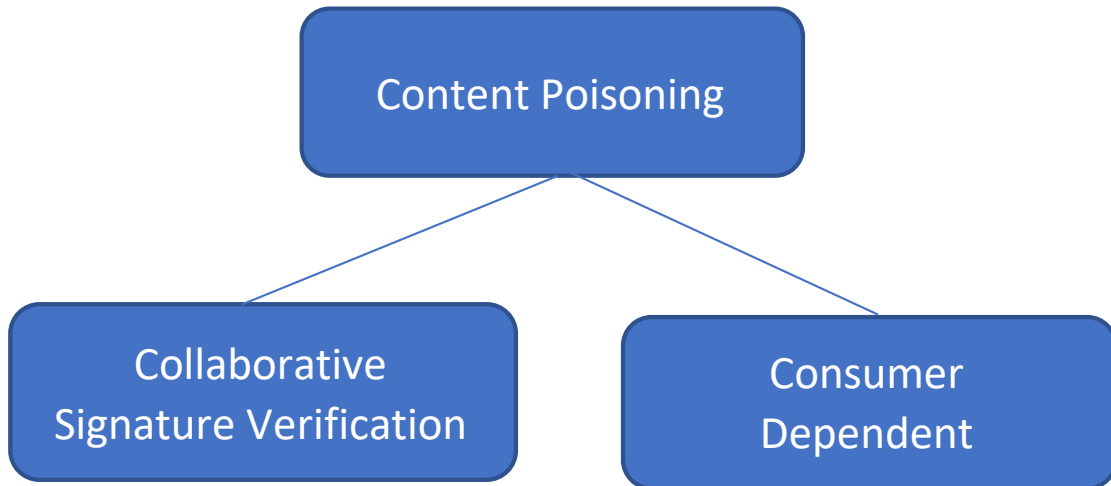 Content Poisoning
Collaborative
Signature Verification
Consumer
Dependent